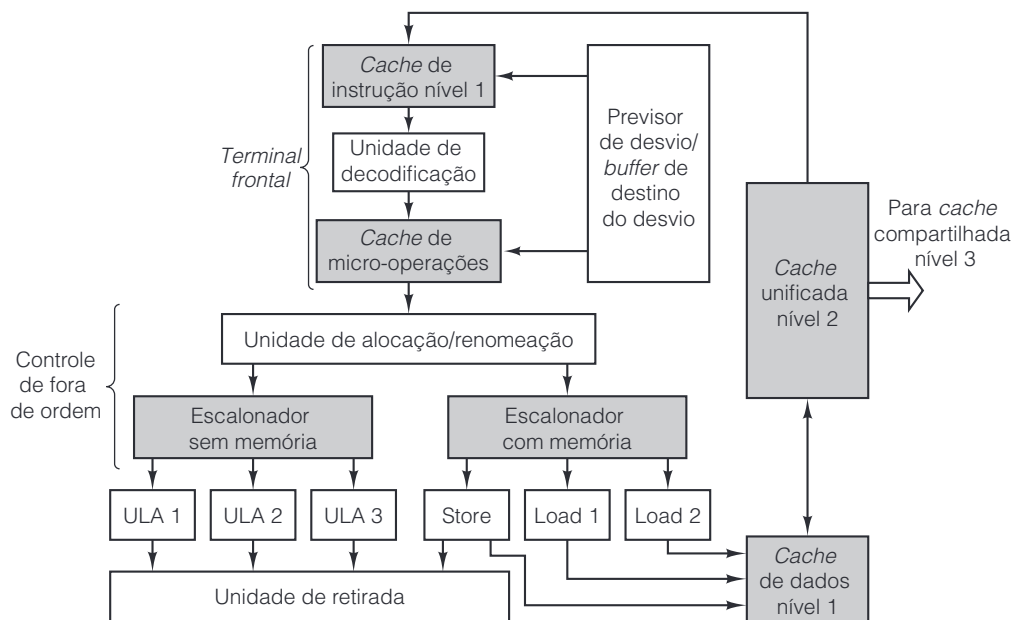 Cache de
instrução nível 1
Unidade de
decodificação
Cache de
micro-operações
Terminal
frontal
Previsor
de desvio/
buffer de
destino
do desvio
Cache
unificada
nível 2
Para cache
compartilhada
nível 3
Controle
de fora
de ordem
Unidade de alocação/renomeação
Escalonador
sem memória
Escalonador
com memória
ULA 1
ULA 2
ULA 3
Store
Load 1
Load 2
Unidade de retirada
Cache
de dados
nível 1